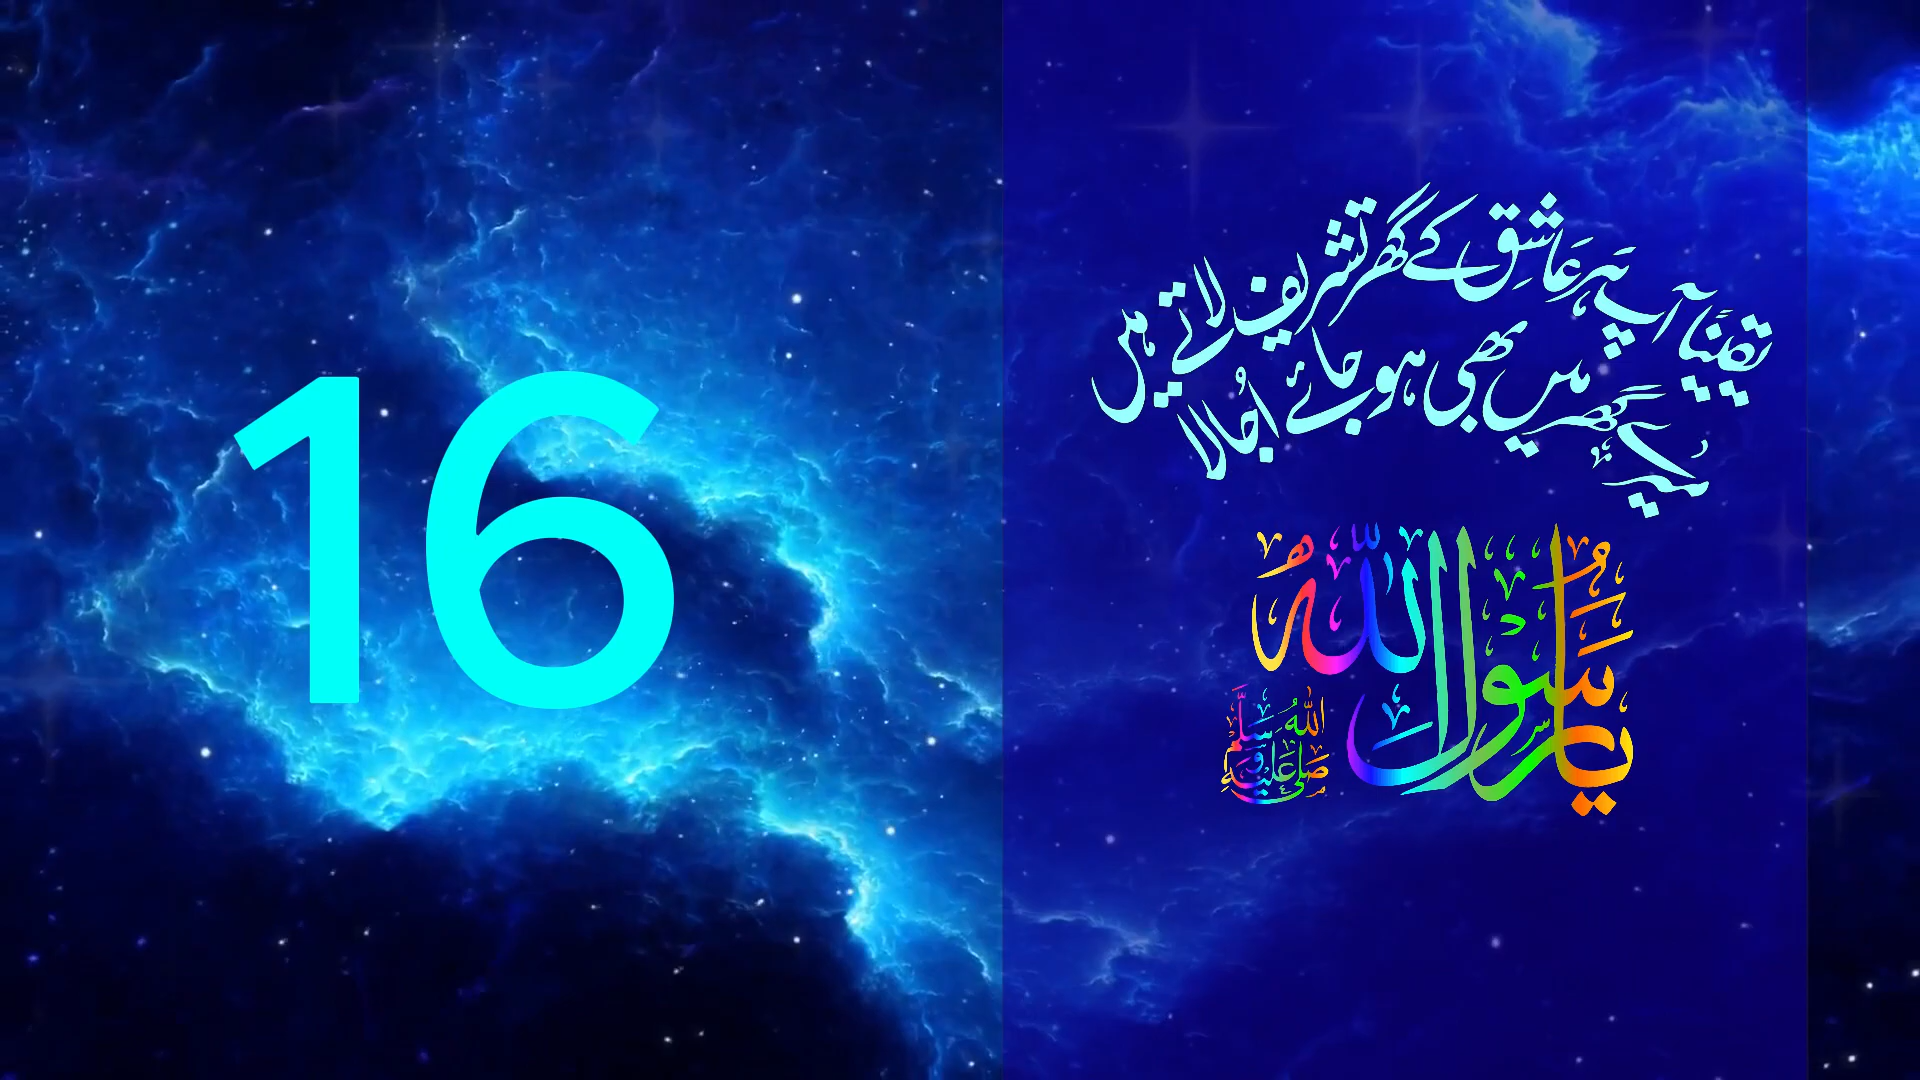 16
یقیناً آپ ہر عاشق کے گھر تشریف لاتے ہیں
میرے گھر میں بھی ہو جائے اُجالا
یا رسول اللہ
صلی اللہ علیہ وسلم